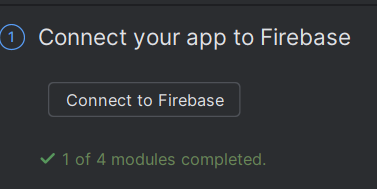 1 Connect your app to Firebase
Connect to Firebase
1 of 4 modules completed.